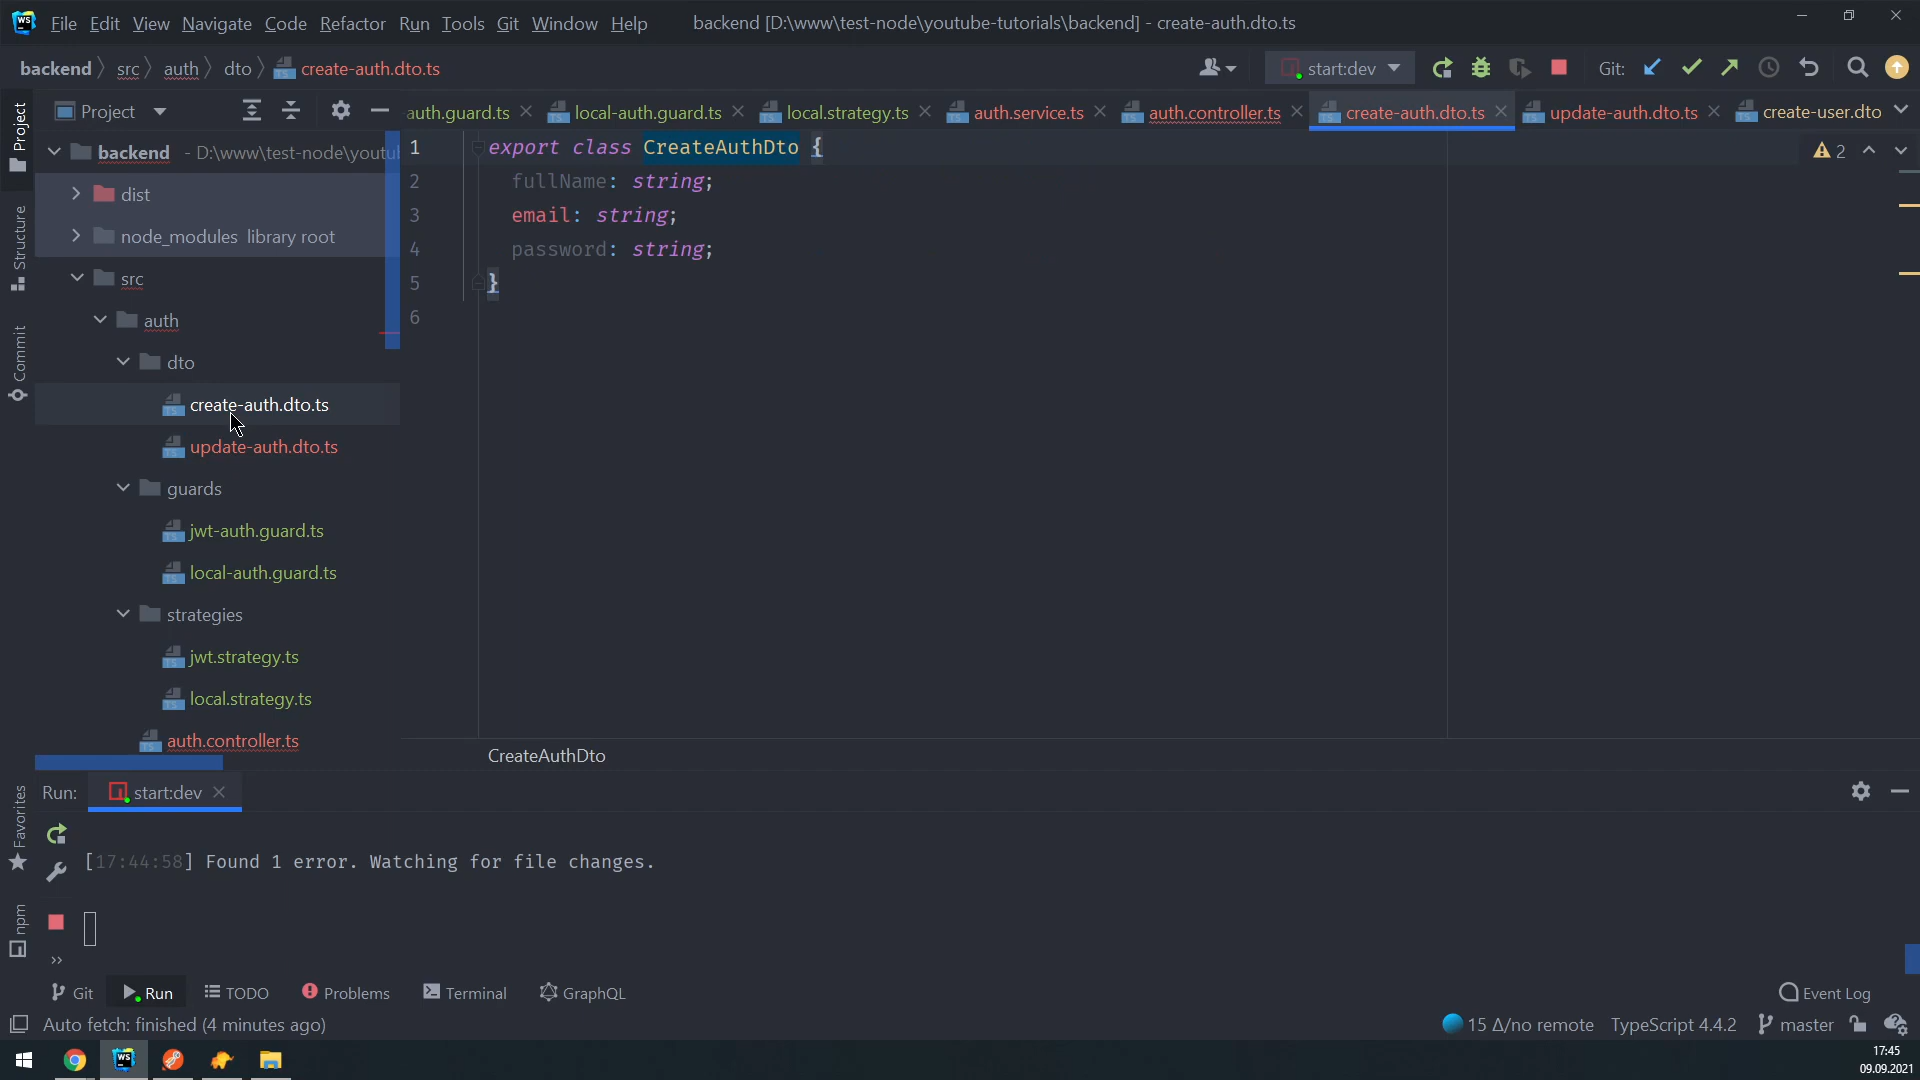 WS File Edit View Navigate Code Refactor Run Tools Git Window Help backend [D:\www\test-node\youtube-tutorials\backend] - create-auth.dto.ts
backend src auth dto create-auth.dto.ts start:dev Git:
Project auth.guard.ts local-auth.guard.ts local.strategy.ts auth.service.ts auth.controller.ts create-auth.dto.ts update-auth.dto.ts create-user.dto
Project
Structure
Commit
Favorites
npm
backend - D:\www\test-node\youtu
dist
node_modules library root
src
auth
dto
create-auth.dto.ts
update-auth.dto.ts
guards
jwt-auth.guard.ts
local-auth.guard.ts
strategies
jwt.strategy.ts
local.strategy.ts
auth.controller.ts
1 export class CreateAuthDto { 2
2 fullName: string;
3 email: string;
4 password: string;
5 }
6
CreateAuthDto
Run: start:dev
[17:44:58] Found 1 error. Watching for file changes.
Git Run TODO Problems Terminal GraphQL Event Log
Auto fetch: finished (4 minutes ago) 15 Δ/no remote TypeScript 4.4.2 master
WS 17:45
09.09.2021